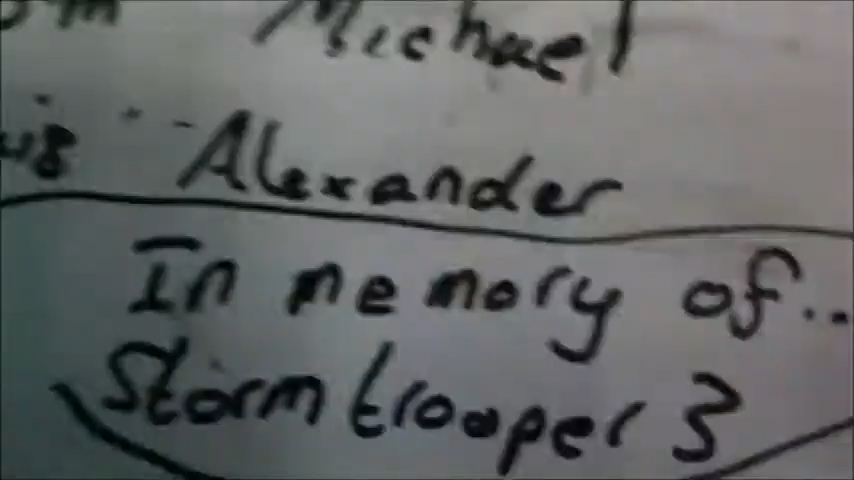 Michael
Alexander
In memory of..
Stormtrooper 3